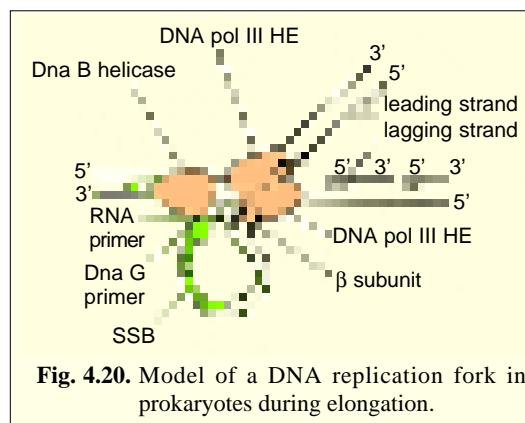 DNA pol III HE
Dna B helicase
3’
5’
leading strand
lagging strand
5’
3’
5’ 3’ 5’ 3’
5’
RNA
primer
DNA pol III HE
Dna G
primer
β subunit
SSB
Fig. 4.20. Model of a DNA replication fork in
prokaryotes during elongation.